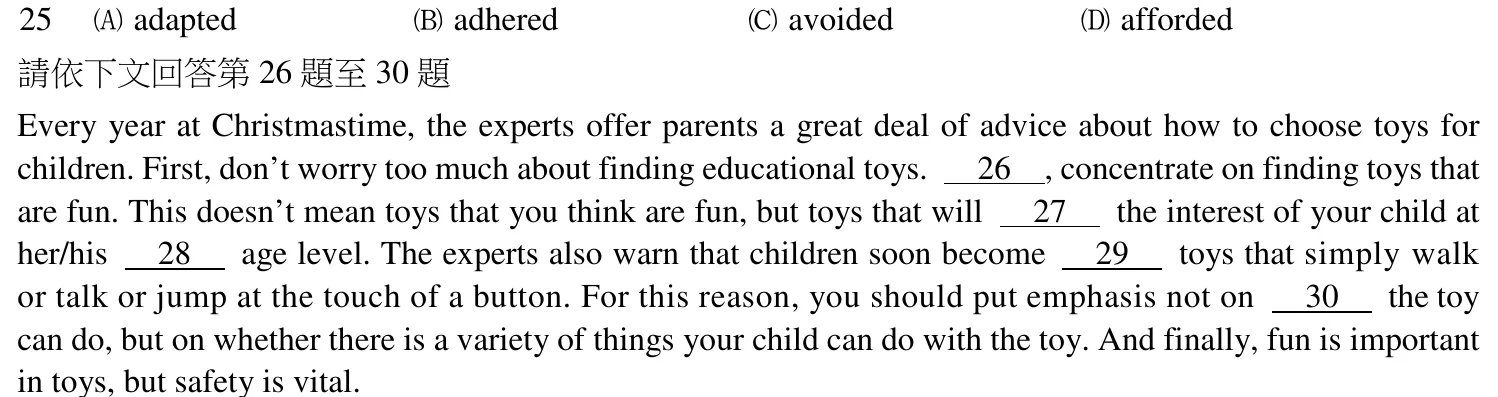 25 (A) adapted (B) adhered (C) avoided (D) afforded
請依下文回答第 26 題至 30 題
Every year at Christmastime, the experts offer parents a great deal of advice about how to choose toys for
children. First, don’t worry too much about finding educational toys. 26 , concentrate on finding toys that
are fun. This doesn’t mean toys that you think are fun, but toys that will 27 the interest of your child at
her/his 28 age level. The experts also warn that children soon become 29 toys that simply walk
or talk or jump at the touch of a button. For this reason, you should put emphasis not on 30 the toy
can do, but on whether there is a variety of things your child can do with the toy. And finally, fun is important
in toys, but safety is vital.